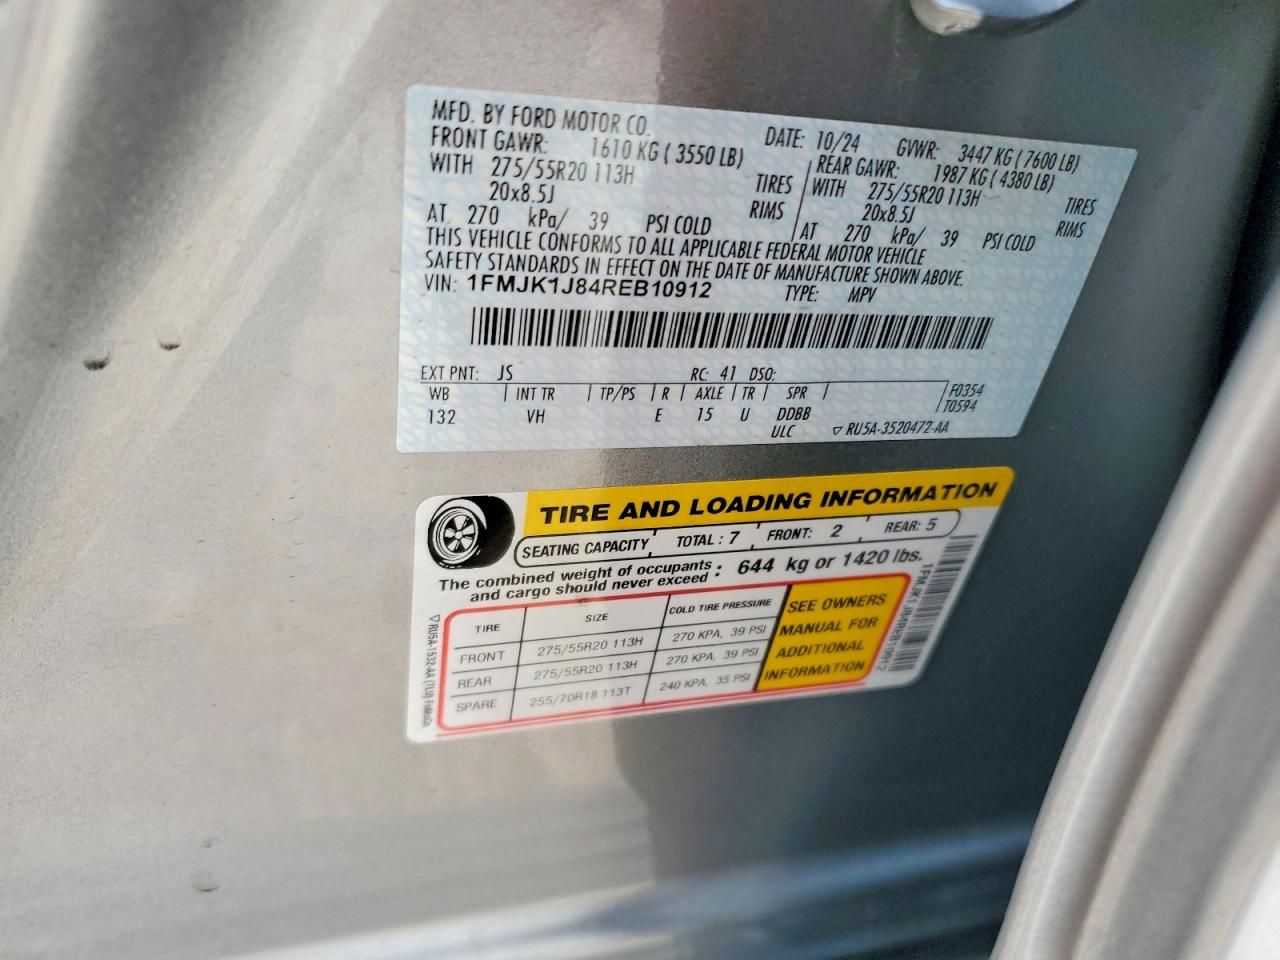 MFD. BY FORD MOTOR CO.
DATE: 10/24 GVWR: 3447 KG ( 7600 LB)
FRONT GAWR: 1610 KG ( 3550 LB) REAR GAWR: 1987 KG ( 4380 LB)
WITH 275/55R20 113H TIRES WITH 275/55R20 113H TIRES
20x8.5J RIMS 20x8.5J RIMS
AT 270 kPa/ 39 PSI COLD AT 270 kPa/ 39 PSI COLD
THIS VEHICLE CONFORMS TO ALL APPLICABLE FEDERAL MOTOR VEHICLE
SAFETY STANDARDS IN EFFECT ON THE DATE OF MANUFACTURE SHOWN ABOVE.
VIN: 1FMJK1J84REB10912 TYPE: MPV
EXT PNT: JS RC: 41 DSO:
WB INT TR TP/PS R AXLE TR SPR F0354
132 VH E 15 U DDBB T0594
ULC ▽ RU5A-3520472-AA
TIRE AND LOADING INFORMATION
SEATING CAPACITY TOTAL : 7 FRONT: 2 REAR: 5
The combined weight of occupants and cargo should never exceed : 644 kg or 1420 lbs.
TIRE SIZE COLD TIRE PRESSURE
FRONT 275/55R20 113H 270 KPA, 39 PSI
REAR 275/55R20 113H 270 KPA, 39 PSI
SPARE 255/70R18 113T 240 KPA, 35 PSI
SEE OWNERS
MANUAL FOR
ADDITIONAL
INFORMATION
1FMJK1J84REB10912
▽ RU5A-1532-AA (TLU) FoMoCo